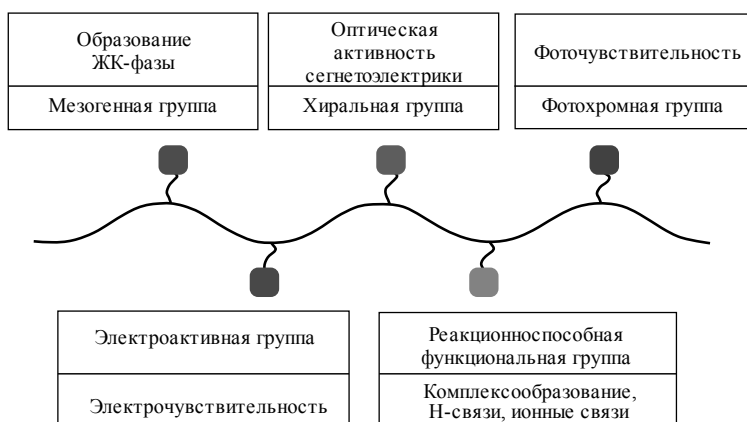 Образование
ЖК-фазы
Мезогенная группа
Оптическая
активность
сегнетоэлектрики
Хиральная группа
Фоточувствительность
Фотохромная группа
Электроактивная группа
Электрочувствительность
Реакционноспособная
функциональная группа
Комплексообразование,
Н-связи, ионные связи